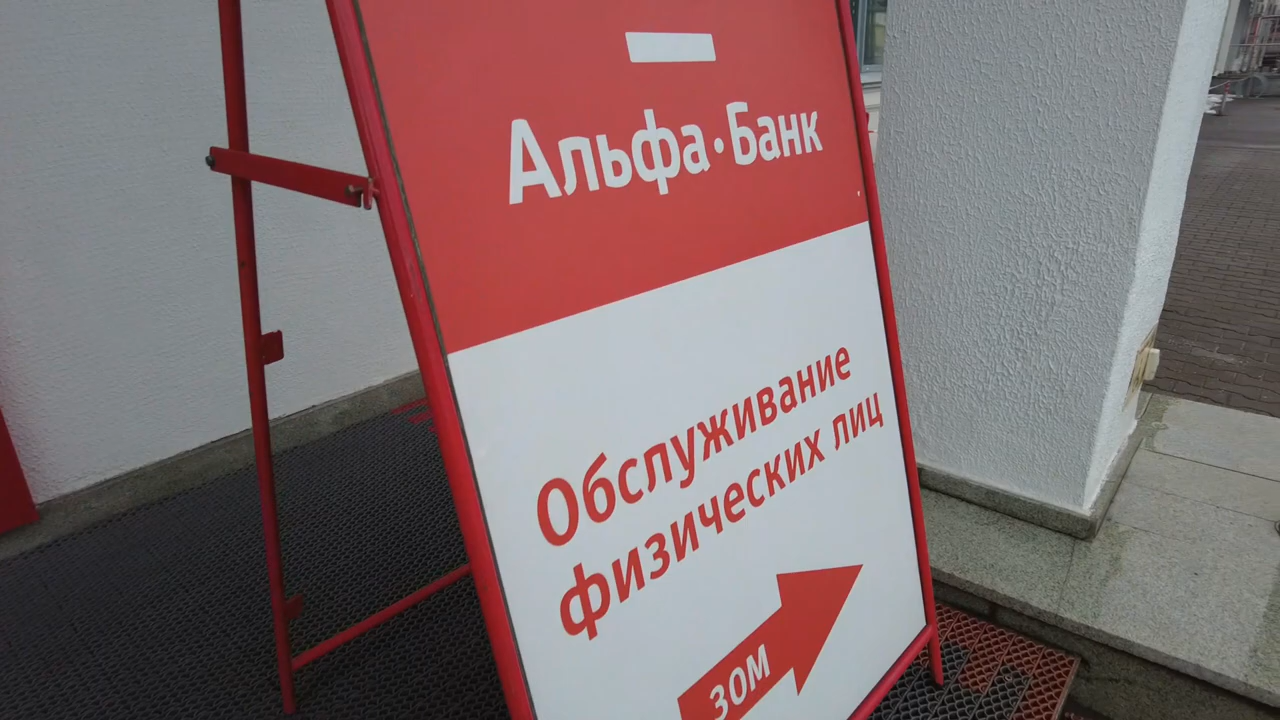 Альфа·Банк
Обслуживание
физических лиц
30М